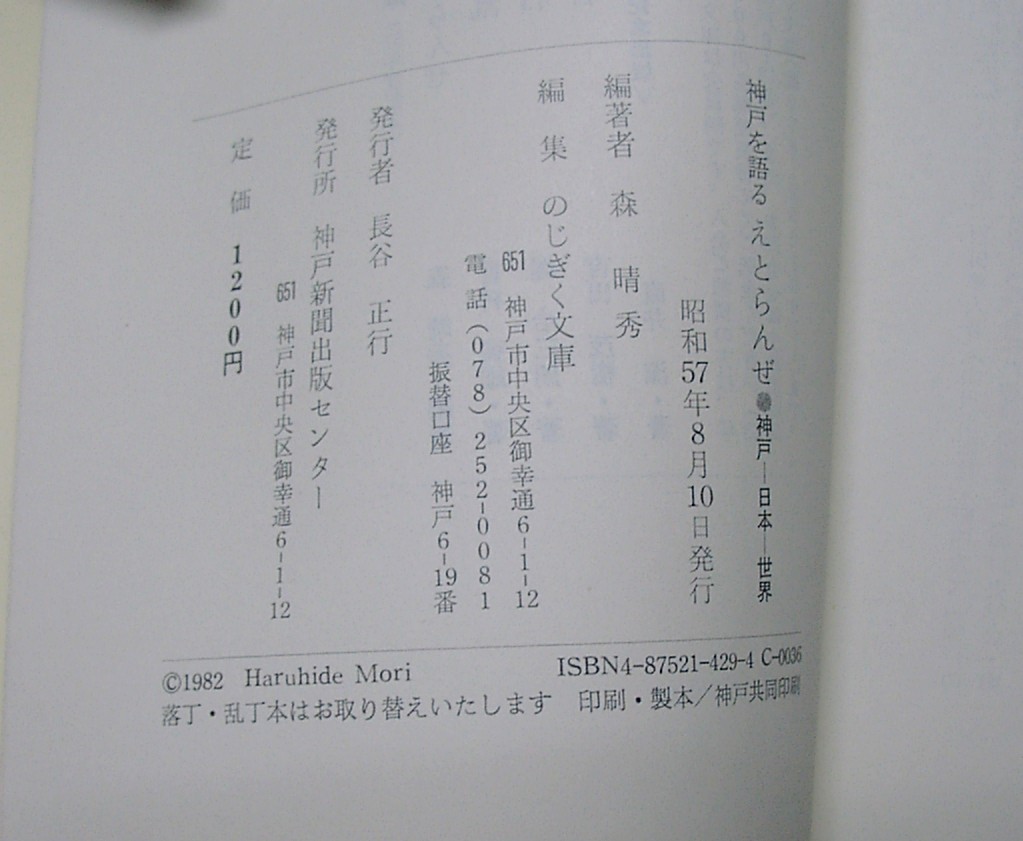 神戸を語る えとらんぜ●神戸―日本―世界
昭和57年8月10日発行
編著者 森 晴秀
編 集 のじぎく文庫
651 神戸市中央区御幸通6-1-12
電話(078)252-0081
振替口座 神戸6-19番
発行者 長谷 正行
発行所 神戸新聞出版センター
651 神戸市中央区御幸通6-1-12
定 価 1200円
©1982 Haruhide Mori ISBN4-87521-429-4 C-0036
落丁・乱丁本はお取り替えいたします 印刷・製本/神戸共同印刷